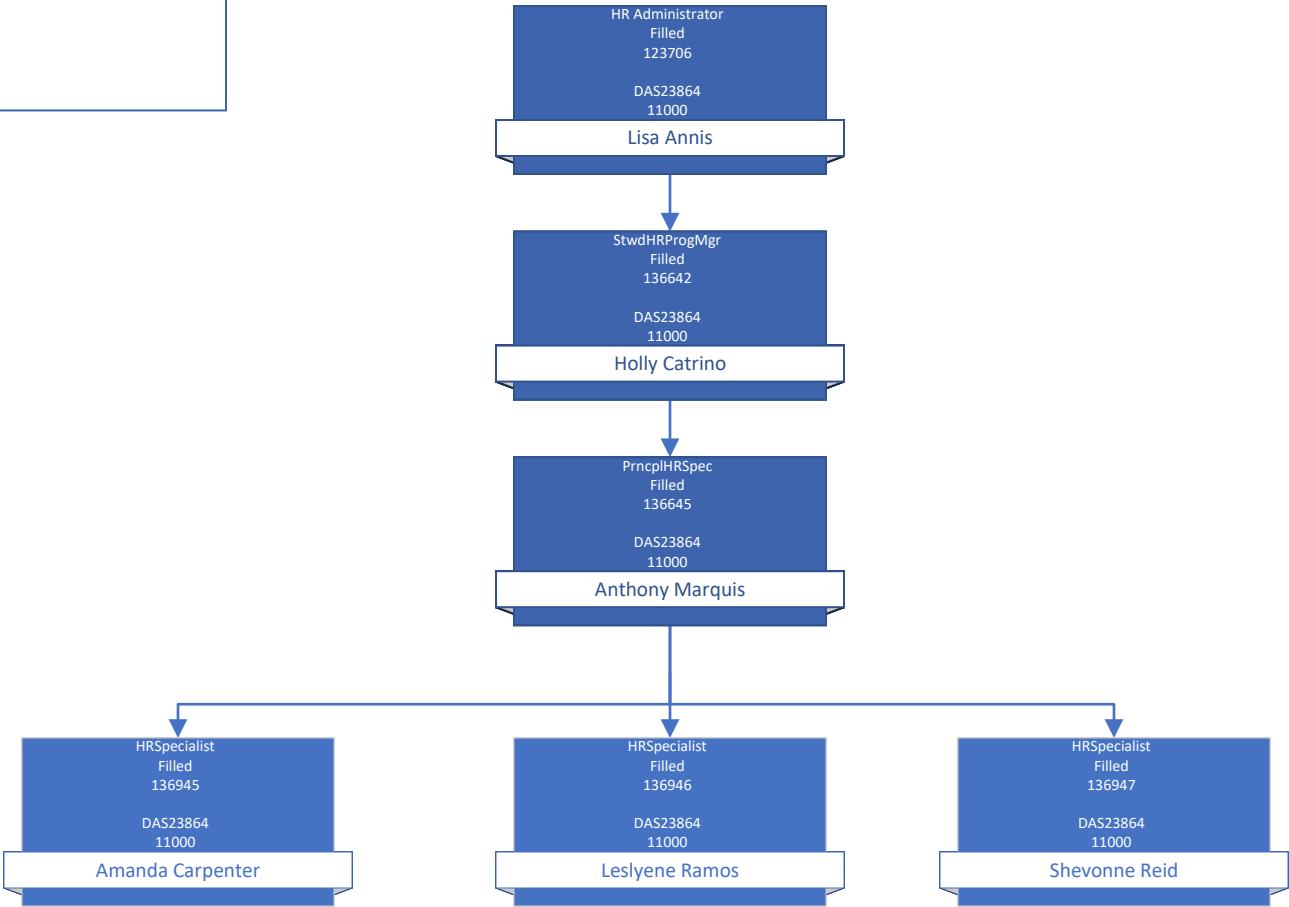 HR Administrator
Filled
123706
DAS23864
11000
Lisa Annis
StwdHRProgMgr
Filled
136642
DAS23864
11000
Holly Catrino
PrncplHRSpec
Filled
136645
DAS23864
11000
Anthony Marquis
HRSpecialist
Filled
136945
DAS23864
11000
Amanda Carpenter
HRSpecialist
Filled
136946
DAS23864
11000
Leslyene Ramos
HRSpecialist
Filled
136947
DAS23864
11000
Shevonne Reid